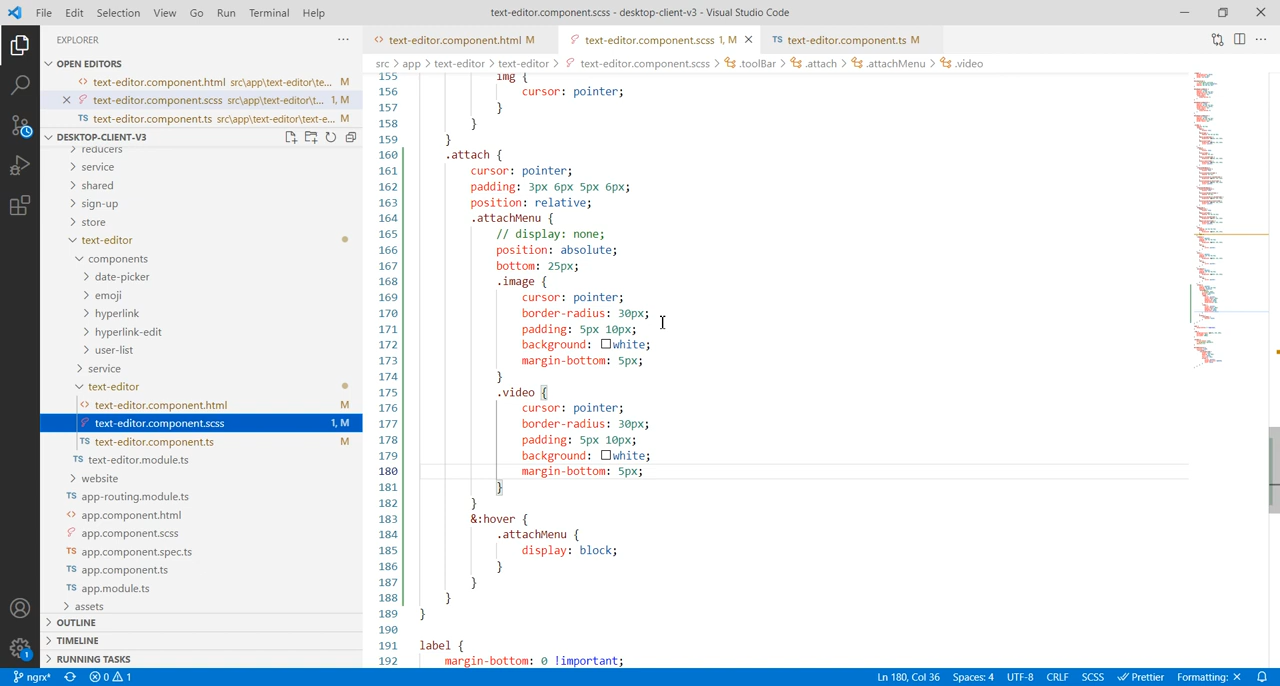 File Edit Selection View Go Run Terminal Help
text-editor.component.scss - desktop-client-v3 - Visual Studio Code
EXPLORER
OPEN EDITORS
text-editor.component.html src\app\text-editor\te... M
text-editor.component.scss src\app\text-editor\t... 1, M
TS text-editor.component.ts src\app\text-editor\text-e... M
DESKTOP-CLIENT-V3
reducers
service
shared
sign-up
store
text-editor
components
date-picker
emoji
hyperlink
hyperlink-edit
user-list
service
text-editor
text-editor.component.html M
text-editor.component.scss 1, M
TS text-editor.component.ts M
TS text-editor.module.ts
website
TS app-routing.module.ts
app.component.html
app.component.scss
TS app.component.spec.ts
TS app.component.ts
TS app.module.ts
assets
OUTLINE
TIMELINE
RUNNING TASKS
text-editor.component.html M
text-editor.component.scss 1, M
TS text-editor.component.ts M
src > app > text-editor > text-editor > text-editor.component.scss > .toolBar > .attach > .attachMenu > .video
155 img {
156 cursor: pointer;
157 }
158 }
159 }
160 .attach {
161 cursor: pointer;
162 padding: 3px 6px 5px 6px;
163 position: relative;
164 .attachMenu {
165 // display: none;
166 position: absolute;
167 bottom: 25px;
168 .image {
169 cursor: pointer;
170 border-radius: 30px;
171 padding: 5px 10px;
172 background: white;
173 margin-bottom: 5px;
174 }
175 .video {
176 cursor: pointer;
177 border-radius: 30px;
178 padding: 5px 10px;
179 background: white;
180 margin-bottom: 5px;
181 }
182 }
183 &:hover {
184 .attachMenu {
185 display: block;
186 }
187 }
188 }
189 }
190
191 label {
192 margin-bottom: 0 !important;
1
ngrx* 0 1
Ln 180, Col 36 Spaces: 4 UTF-8 CRLF SCSS Prettier Formatting: ✕